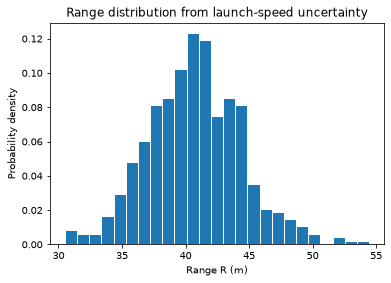 Range distribution from launch-speed uncertainty
Probability density
0.12
0.10
0.08
0.06
0.04
0.02
0.00
30 35 40 45 50 55
Range R (m)